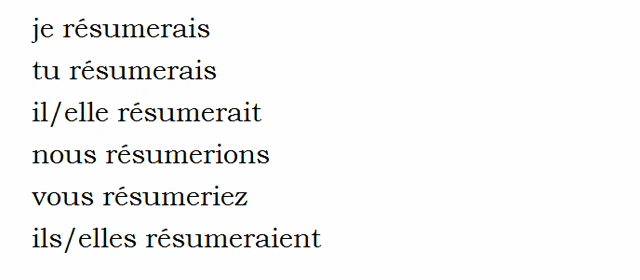 je résumerais
tu résumerais
il/elle résumerait
nous résumerions
vous résumeriez
ils/elles résumeraient